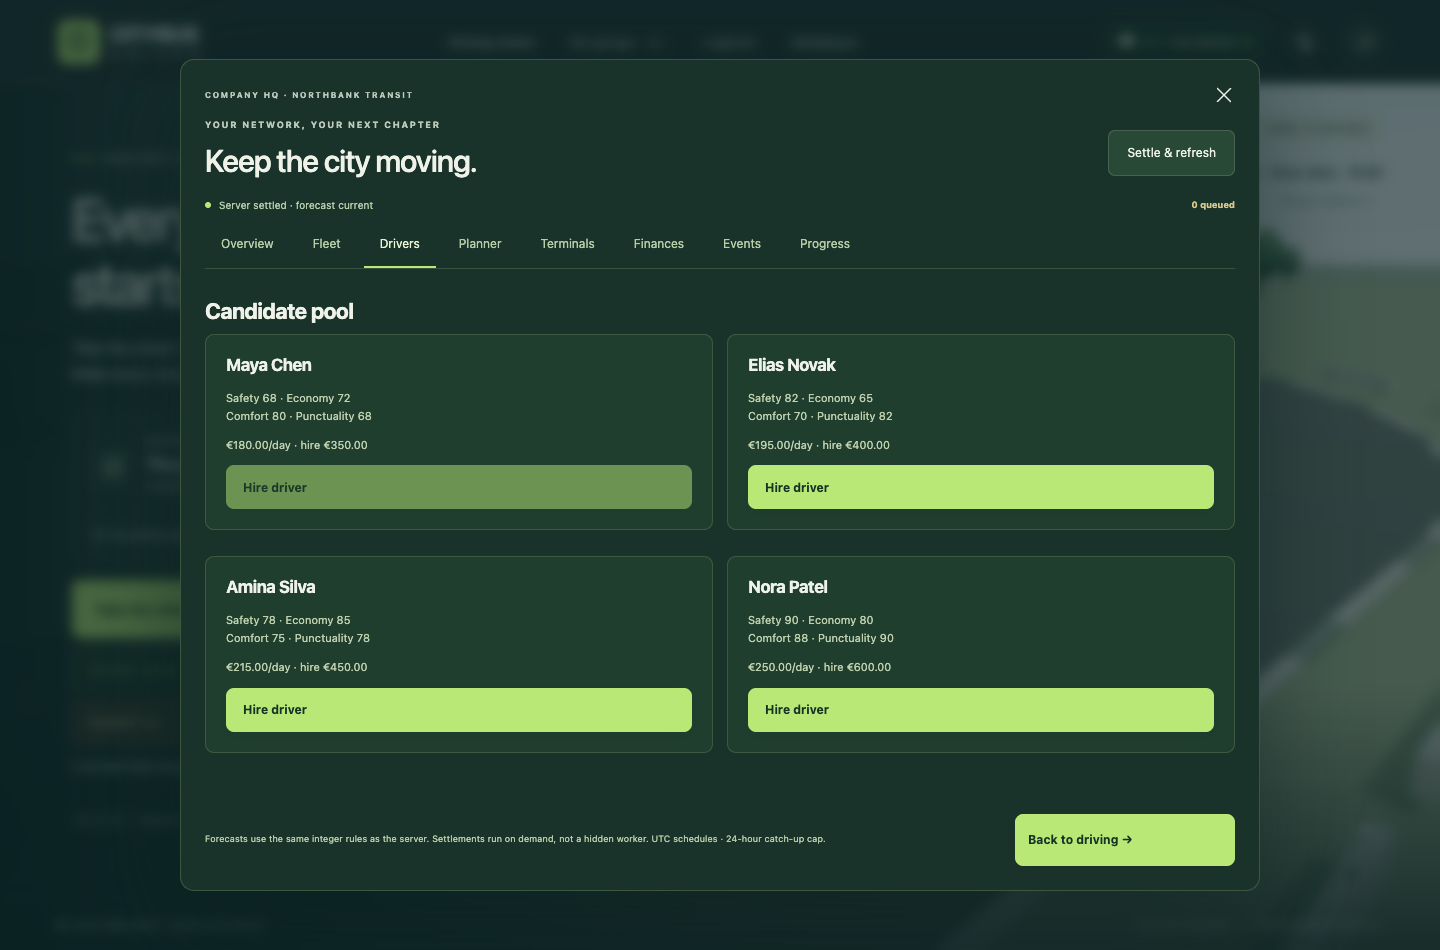 COMPANY HQ · NORTHBANK TRANSIT
YOUR NETWORK, YOUR NEXT CHAPTER
Keep the city moving.
Settle & refresh
Server settled · forecast current
0 queued
Overview
Fleet
Drivers
Planner
Terminals
Finances
Events
Progress
Candidate pool
Maya Chen
Safety 68 · Economy 72
Comfort 80 · Punctuality 68
€180.00/day · hire €350.00
Hire driver
Elias Novak
Safety 82 · Economy 65
Comfort 70 · Punctuality 82
€195.00/day · hire €400.00
Hire driver
Amina Silva
Safety 78 · Economy 85
Comfort 75 · Punctuality 78
€215.00/day · hire €450.00
Hire driver
Nora Patel
Safety 90 · Economy 80
Comfort 88 · Punctuality 90
€250.00/day · hire €600.00
Hire driver
Forecasts use the same integer rules as the server. Settlements run on demand, not a hidden worker. UTC schedules · 24-hour catch-up cap.
Back to driving →